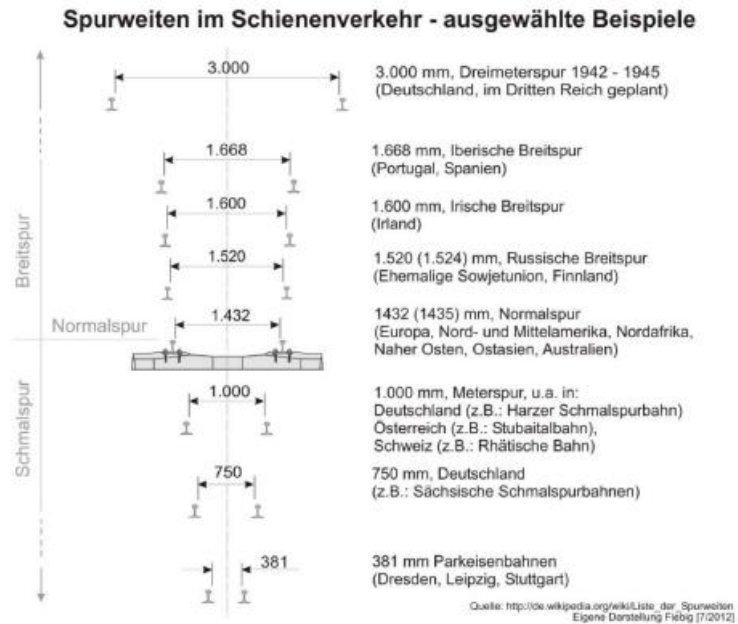 Spurweiten im Schienenverkehr - ausgewählte Beispiele
3.000
3.000 mm, Dreimeterspur 1942 - 1945
(Deutschland, im Dritten Reich geplant)
1.668
1.668 mm, Iberische Breitspur
(Portugal, Spanien)
1.600
1.600 mm, Irische Breitspur
(Irland)
Breitspur
1.520
1.520 (1.524) mm, Russische Breitspur
(Ehemalige Sowjetunion, Finnland)
Normalspur
1.432
1432 (1435) mm, Normalspur
(Europa, Nord- und Mittelamerika, Nordafrika,
Naher Osten, Ostasien, Australien)
Schmalspur
1.000
1.000 mm, Meterspur, u.a. in:
Deutschland (z.B.: Harzer Schmalspurbahn)
Österreich (z.B.: Stubaitalbahn),
Schweiz (z.B.: Rhätische Bahn)
750
750 mm, Deutschland
(z.B.: Sächsische Schmalspurbahnen)
381
381 mm Parkeisenbahnen
(Dresden, Leipzig, Stuttgart)
Quelle: http://de.wikipedia.org/wiki/Liste_der_Spurweiten
Eigene Darstellung Fiebig [7/2012]